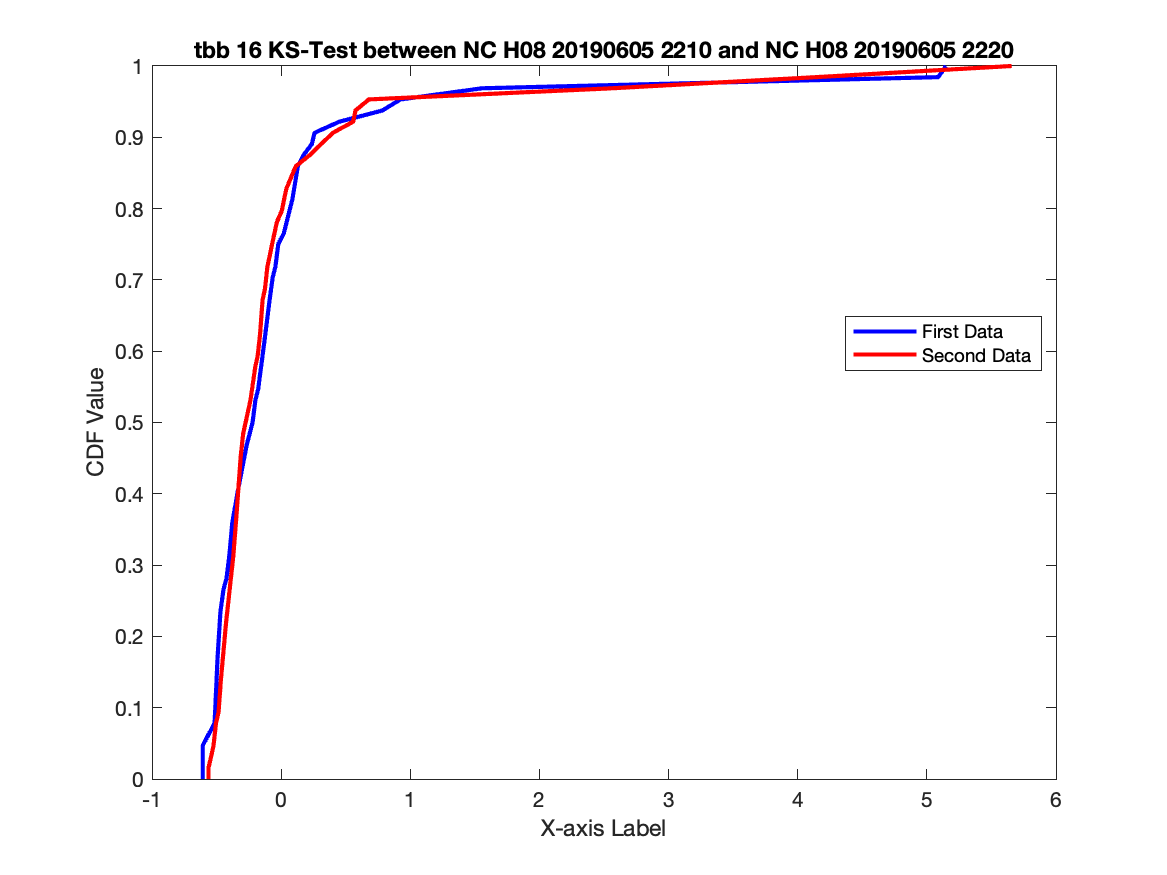 tbb 16 KS-Test between NC H08 20190605 2210 and NC H08 20190605 2220
1
0.9
0.8
0.7
0.6
0.5
0.4
0.3
0.2
0.1
0
CDF Value
First Data
Second Data
-1 0 1 2 3 4 5 6
X-axis Label